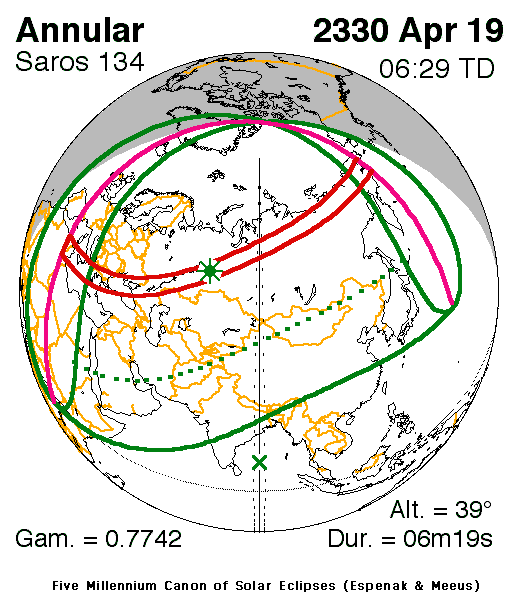 Annular
2330 Apr 19
Saros 134
06:29 TD
Alt. = 39°
Gam. = 0.7742
Dur. = 06m19s
Five Millennium Canon of Solar Eclipses (Espenak & Meeus)